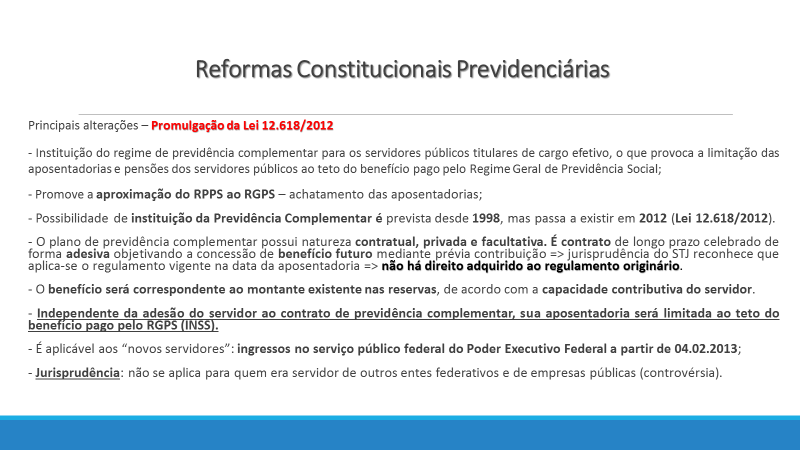 Reformas Constitucionais Previdenciárias
Principais alterações – Promulgação da Lei 12.618/2012
- Instituição do regime de previdência complementar para os servidores públicos titulares de cargo efetivo, o que provoca a limitação das
aposentadorias e pensões dos servidores públicos ao teto do benefício pago pelo Regime Geral de Previdência Social;
- Promove a aproximação do RPPS ao RGPS – achatamento das aposentadorias;
- Possibilidade de instituição da Previdência Complementar é prevista desde 1998, mas passa a existir em 2012 (Lei 12.618/2012).
- O plano de previdência complementar possui natureza contratual, privada e facultativa. É contrato de longo prazo celebrado de
forma adesiva objetivando a concessão de benefício futuro mediante prévia contribuição => jurisprudência do STJ reconhece que
aplica-se o regulamento vigente na data da aposentadoria => não há direito adquirido ao regulamento originário.
- O benefício será correspondente ao montante existente nas reservas, de acordo com a capacidade contributiva do servidor.
- Independente da adesão do servidor ao contrato de previdência complementar, sua aposentadoria será limitada ao teto do
benefício pago pelo RGPS (INSS).
- É aplicável aos “novos servidores”: ingressos no serviço público federal do Poder Executivo Federal a partir de 04.02.2013;
- Jurisprudência: não se aplica para quem era servidor de outros entes federativos e de empresas públicas (controvérsia).